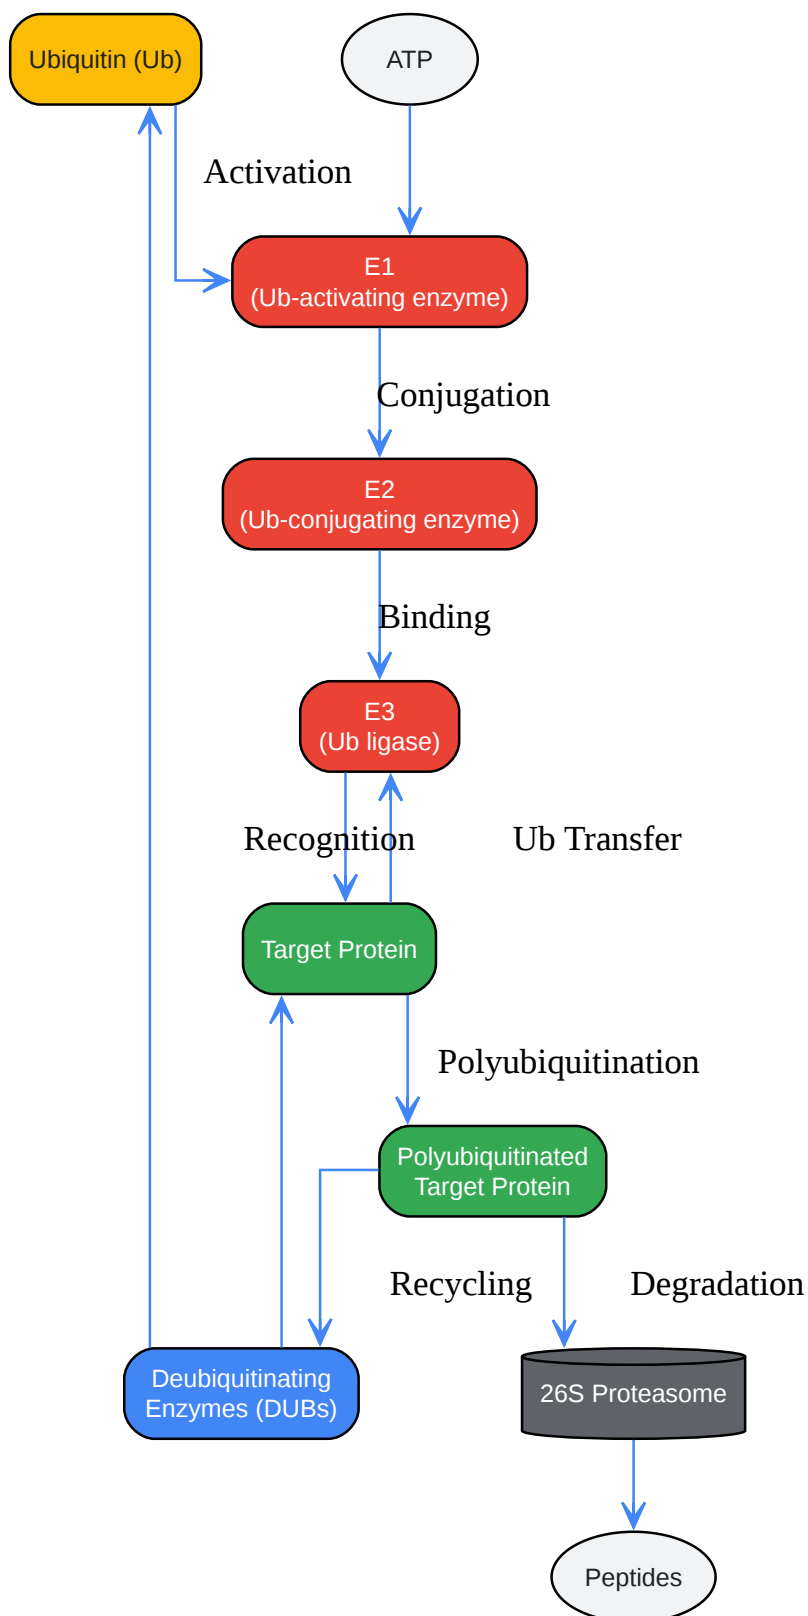 Ubiquitin (Ub)
ATP
Activation
E1
(Ub-activating enzyme)
Conjugation
E2
(Ub-conjugating enzyme)
Binding
E3
(Ub ligase)
Recognition
Ub Transfer
Target Protein
Polyubiquitination
Polyubiquitinated
Target Protein
Recycling
Degradation
Deubiquitinating
Enzymes (DUBs)
26S Proteasome
Peptides